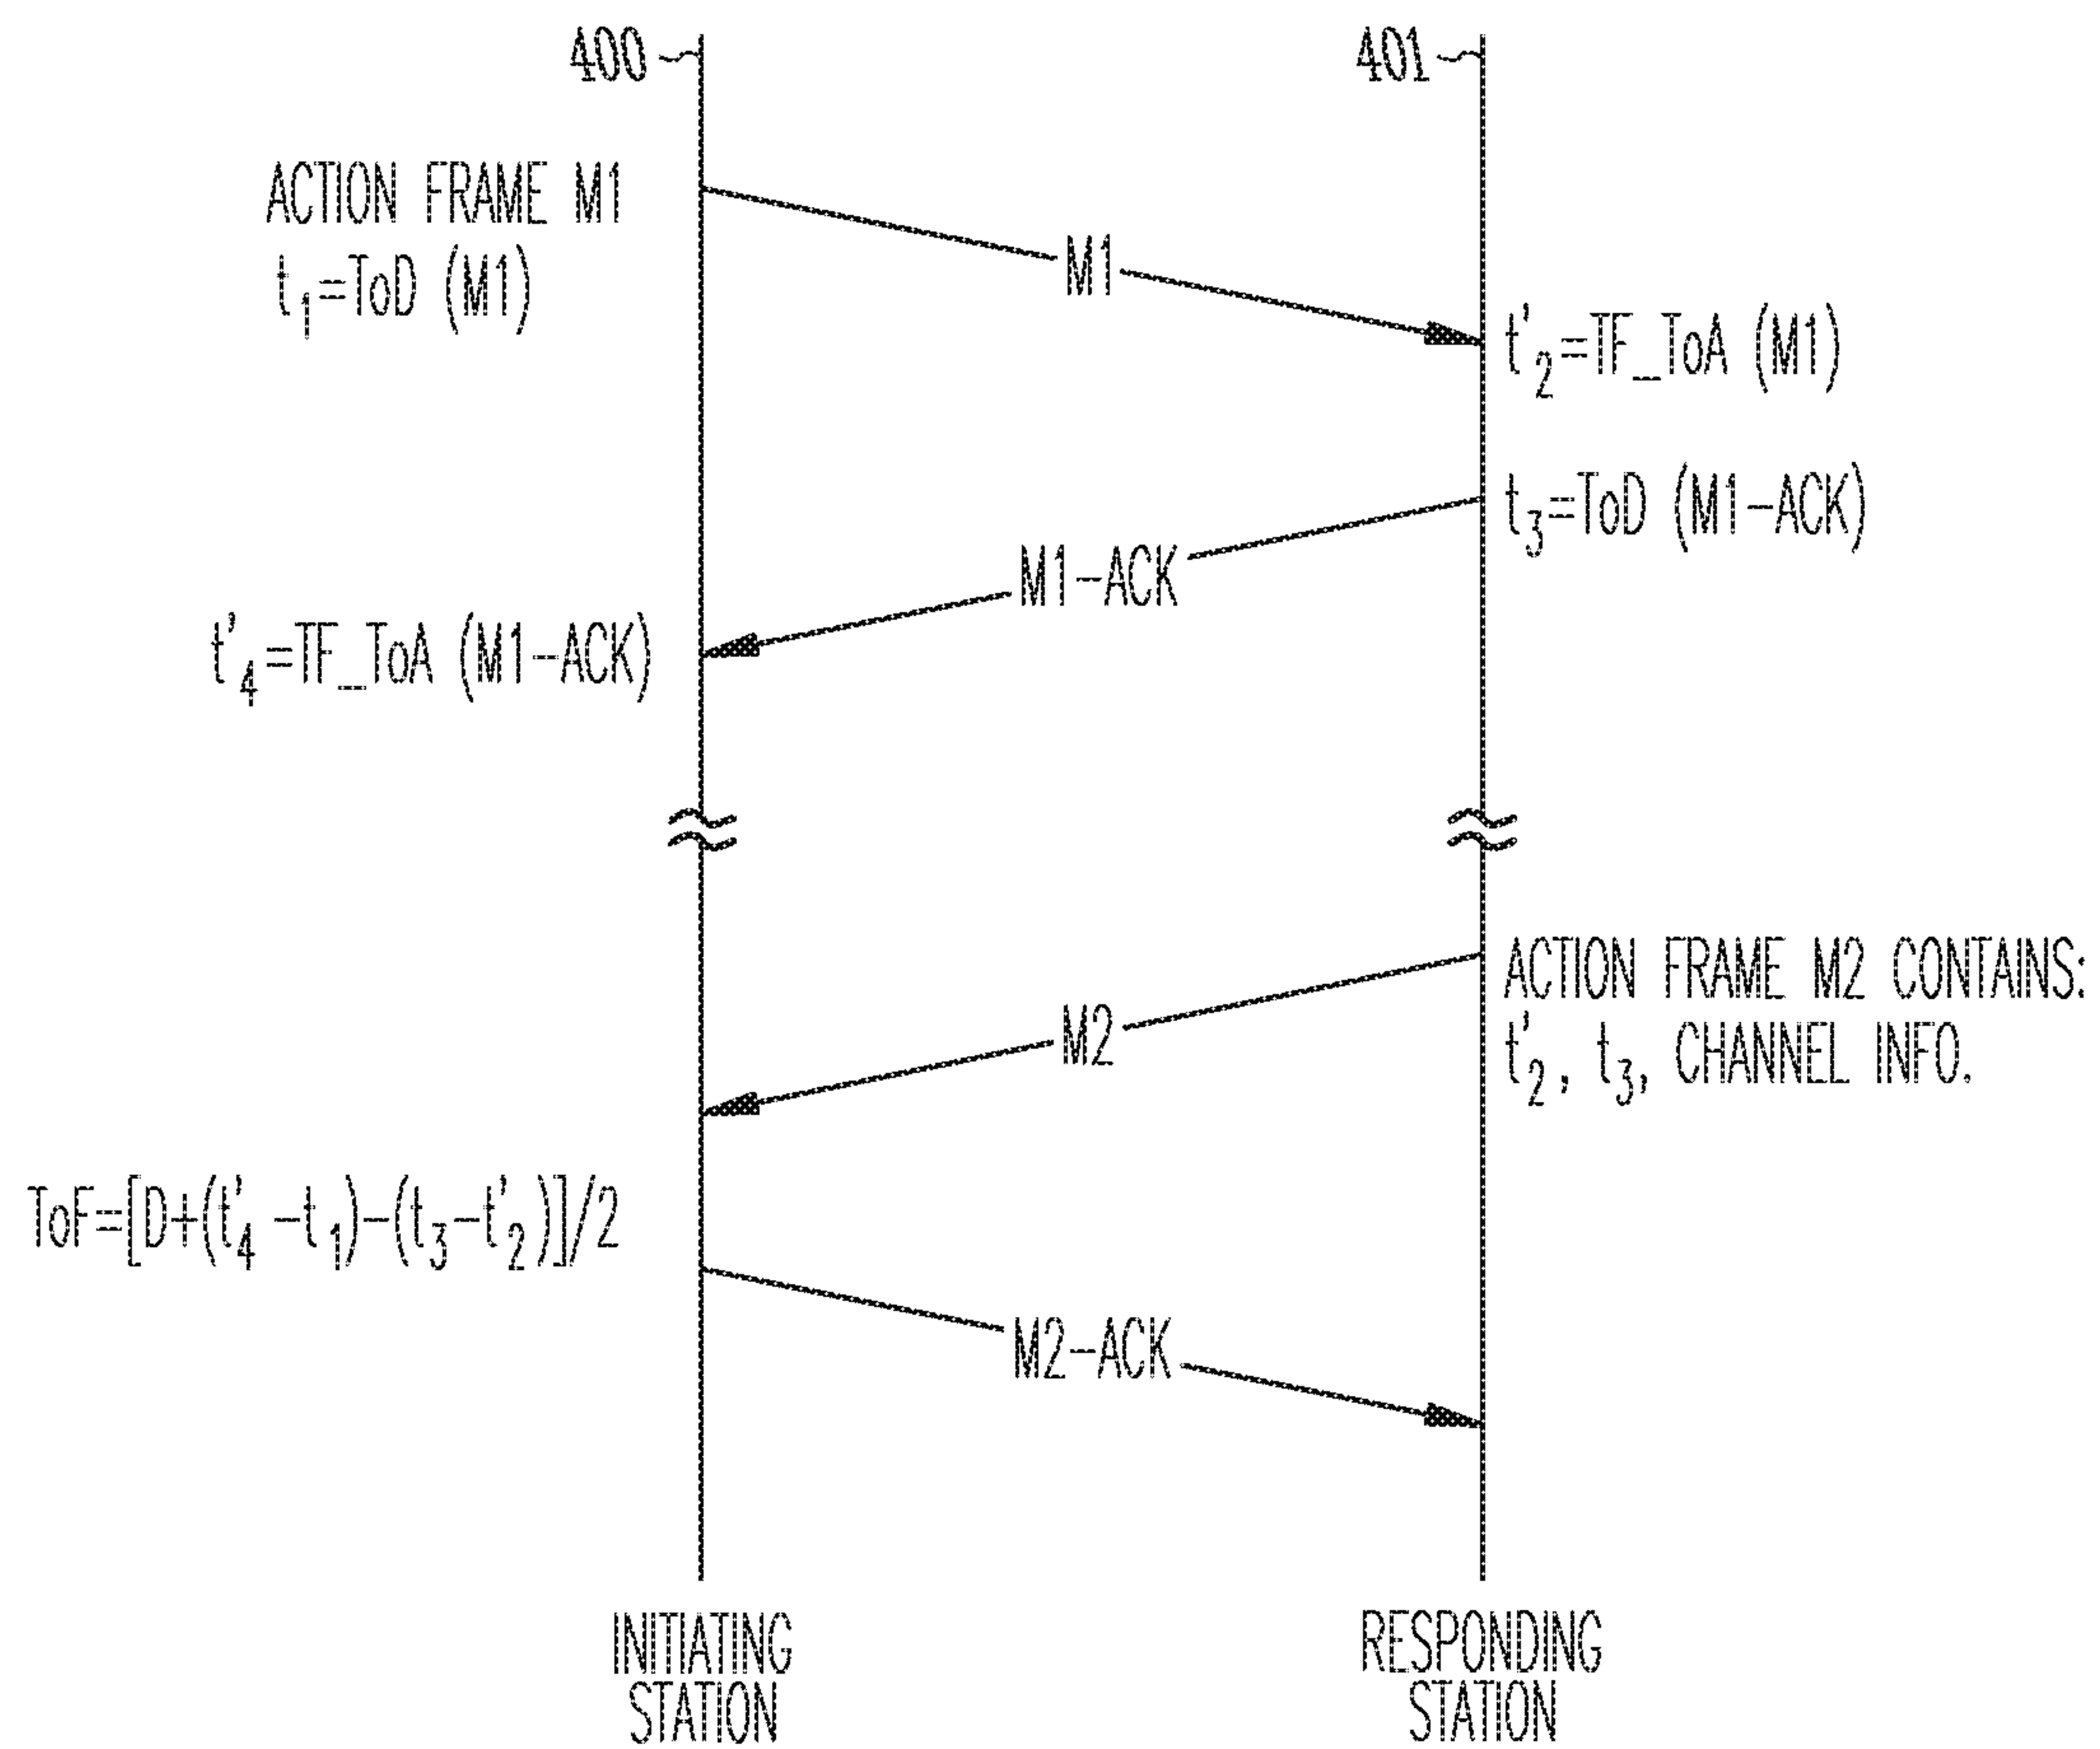 400
401
ACTION FRAME M1
t₁=ToD (M1)
M1
t'₂=TF_ToA (M1)
t₃=ToD (M1-ACK)
M1-ACK
t'₄=TF_ToA (M1-ACK)
ACTION FRAME M2 CONTAINS:
t'₂, t₃, CHANNEL INFO.
M2
ToF=[D+(t'₄-t₁)-(t₃-t'₂)]/2
M2-ACK
INITIATING
STATION
RESPONDING
STATION